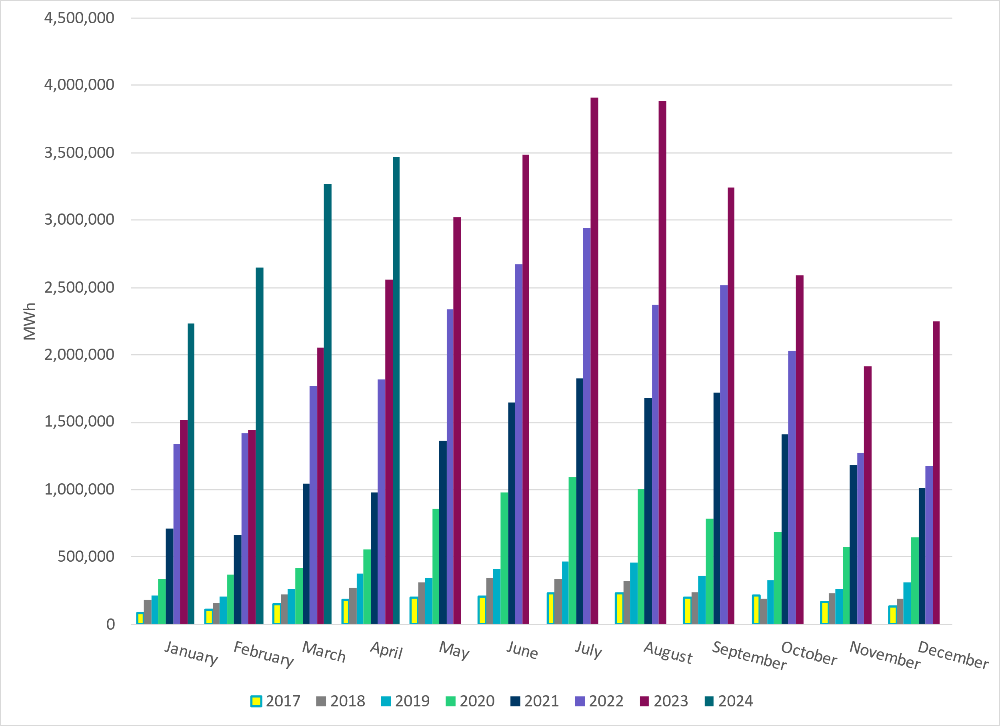 4,500,000
4,000,000
3,500,000
3,000,000
2,500,000
2,000,000
1,500,000
1,000,000
500,000
0
MWh
January
February
March
April
May
June
July
August
September
October
November
December
2017 2018 2019 2020 2021 2022 2023 2024